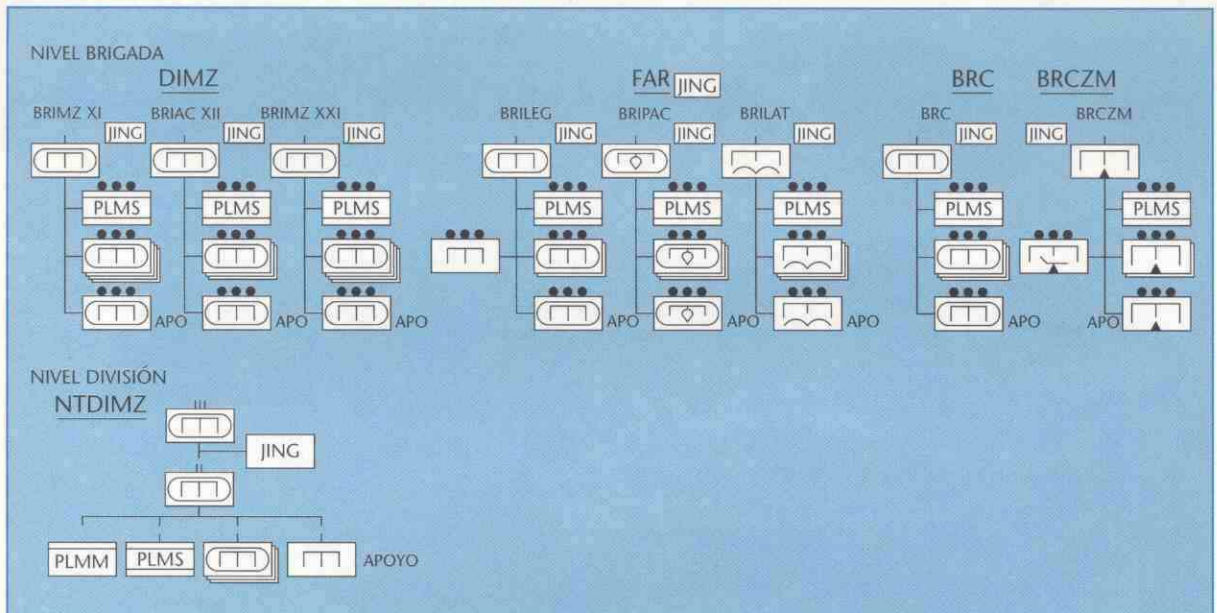 NIVEL BRIGADA
DIMZ FAR JING BRC BRCZM
BRIMZ XI BRIAC XII BRIMZ XXI BRILEG BRIPAC BRILAT BRC BRCZM
JING JING JING JING JING JING JING JING
PLMS PLMS PLMS PLMS PLMS PLMS PLMS PLMS
APO APO APO APO APO APO APO APO
NIVEL DIVISIÓN
NTDIMZ
III
JING
II
PLMM PLMS APOYO